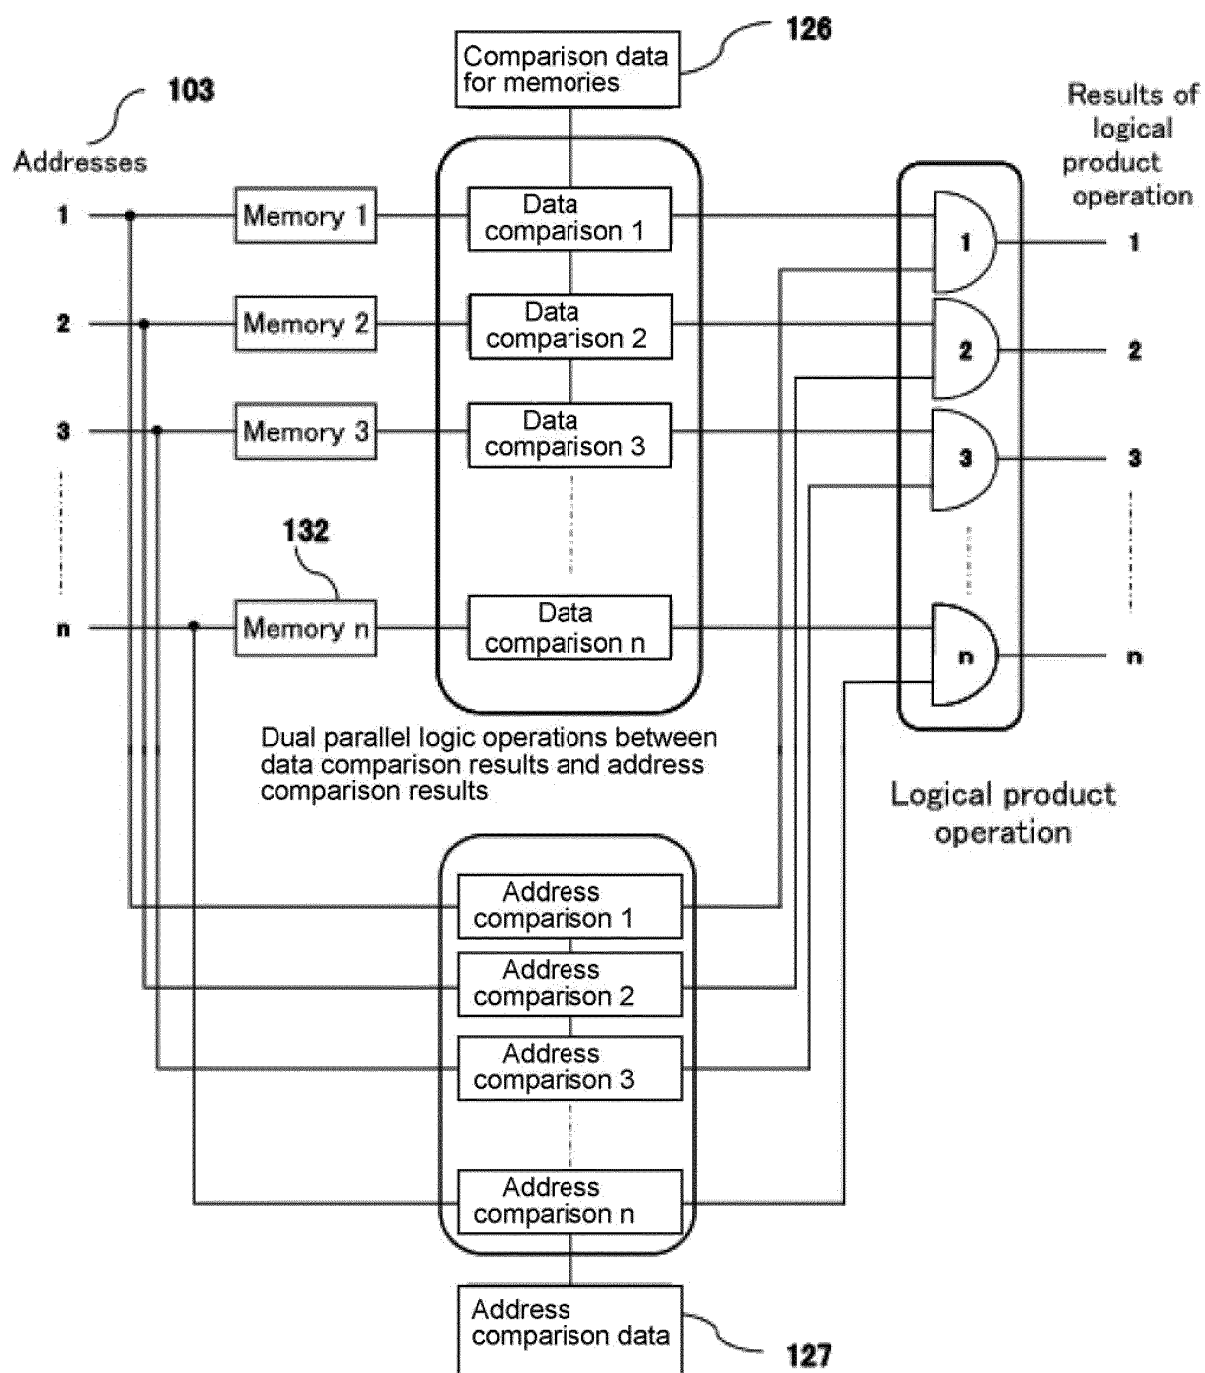 126
Comparison data
for memories
103
Addresses
Results of
logical
product
operation
1
Memory 1
Data
comparison 1
1
1
2
Memory 2
Data
comparison 2
2
2
3
Memory 3
Data
comparison 3
3
3
132
n
Memory n
Data
comparison n
n
n
Dual parallel logic operations between
data comparison results and address
comparison results
Logical product
operation
Address
comparison 1
Address
comparison 2
Address
comparison 3
Address
comparison n
Address
comparison data
127